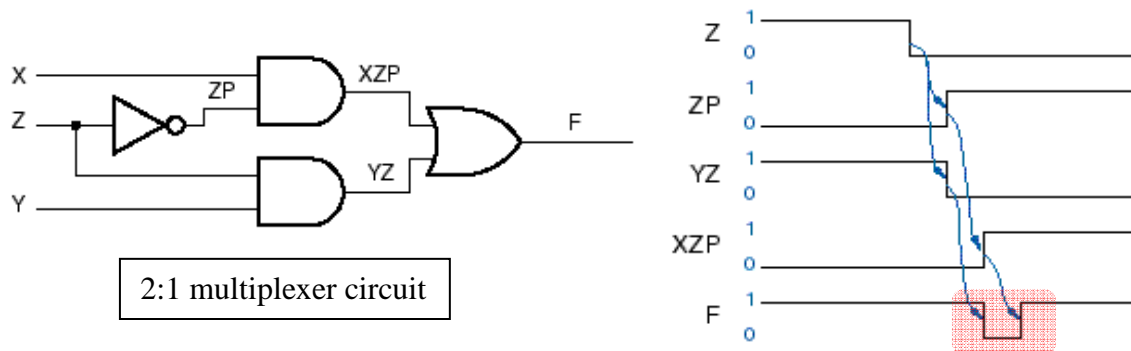 X
ZP
XZP
Z
F
YZ
Y
2:1 multiplexer circuit
Z 1 0
ZP 1 0
YZ 1 0
XZP 1 0
F 1 0